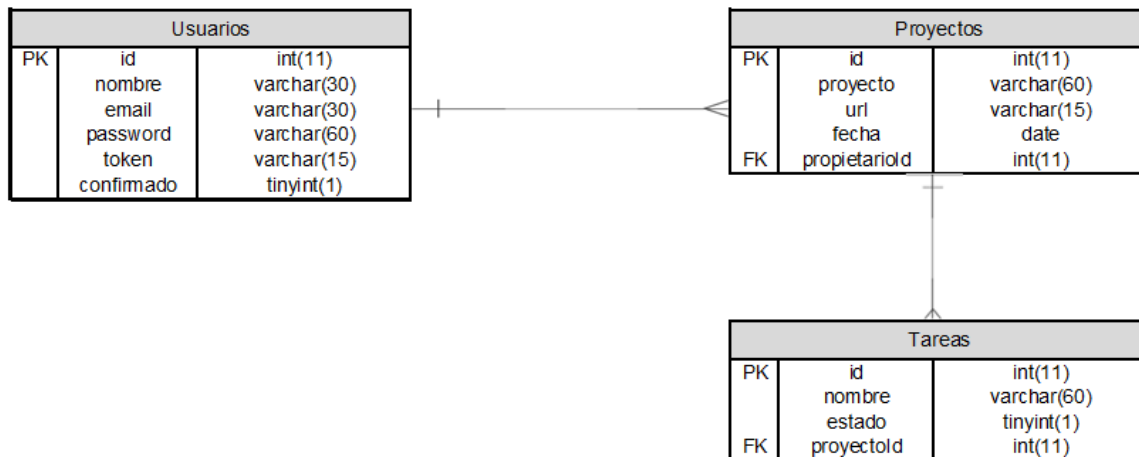 Usuarios
PK id int(11)
nombre varchar(30)
email varchar(30)
password varchar(60)
token varchar(15)
confirmado tinyint(1)
Proyectos
PK id int(11)
proyecto varchar(60)
url varchar(15)
fecha date
FK propietarioId int(11)
Tareas
PK id int(11)
nombre varchar(60)
estado tinyint(1)
FK proyectoId int(11)